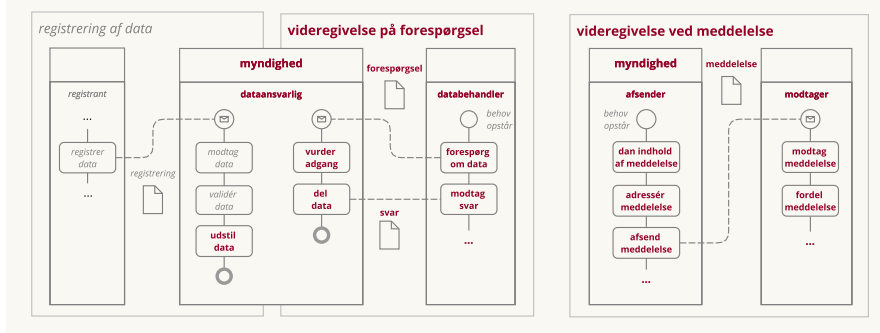 registrering af data
videregivelse på forespørgsel
videregivelse ved meddelelse
myndighed
forespørgsel
myndighed
meddelelse
registrant
dataansvarlig
databehandler
afsender
modtager
...
behov
opstår
behov
opstår
registrer
data
modtag
data
vurder
adgang
forespørg
om data
dan indhold
af meddelelse
modtag
meddelelse
registrering
...
validér
data
del
data
modtag
svar
adressér
meddelelse
fordel
meddelelse
svar
udstil
data
...
afsend
meddelelse
...
...